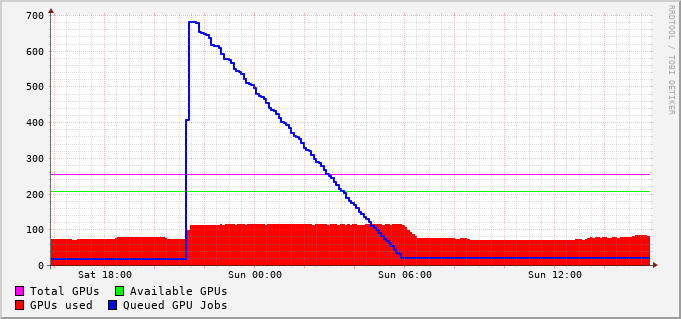 700
600
500
400
300
200
100
0
Sat 18:00 Sun 00:00 Sun 06:00 Sun 12:00
Total GPUs Available GPUs
GPUs used Queued GPU Jobs
RRDTOOL / TOBI OETIKER